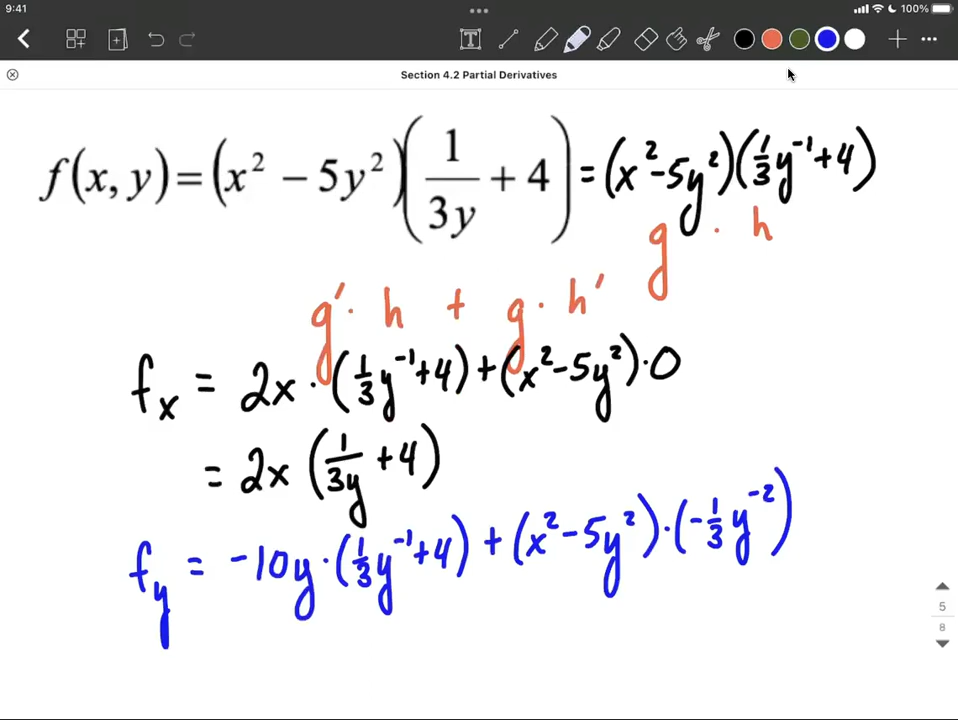 9:41 100%
Section 4.2 Partial Derivatives
f(x, y) = (x² − 5y²)(1/(3y) + 4) = (x² - 5y²)(1/3 y⁻¹ + 4)
g · h
g′ · h + g · h′
fₓ = 2x · (1/3 y⁻¹ + 4) + (x² - 5y²) · 0
= 2x (1/(3y) + 4)
f_y = -10y · (1/3 y⁻¹ + 4) + (x² - 5y²) · (-1/3 y⁻²)
5
8